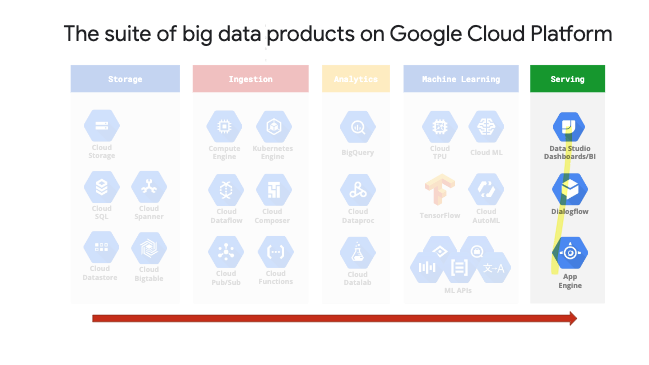 The suite of big data products on Google Cloud Platform
Storage
Cloud
Storage
Cloud
SQL
Cloud
Spanner
Cloud
Datastore
Cloud
Bigtable
Ingestion
Compute
Engine
Kubernetes
Engine
Cloud
Dataflow
Cloud
Composer
Cloud
Pub/Sub
Cloud
Functions
Analytics
BigQuery
Cloud
Dataproc
Cloud
Datalab
Machine Learning
Cloud
TPU
Cloud ML
TensorFlow
Cloud
AutoML
文-A
ML APIs
Serving
Data Studio
Dashboards/BI
Dialogflow
App
Engine